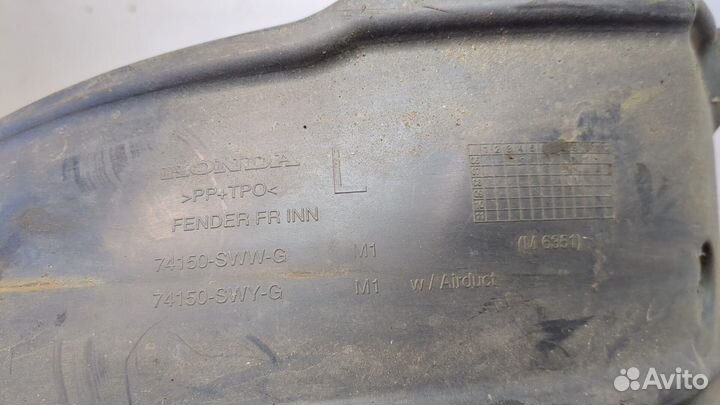 HONDA
>PP+TPO<
L
FENDER FR INN
74150-SWW-G M1
(M 6351)
74150-SWY-G M1 w/Airduct
Avito